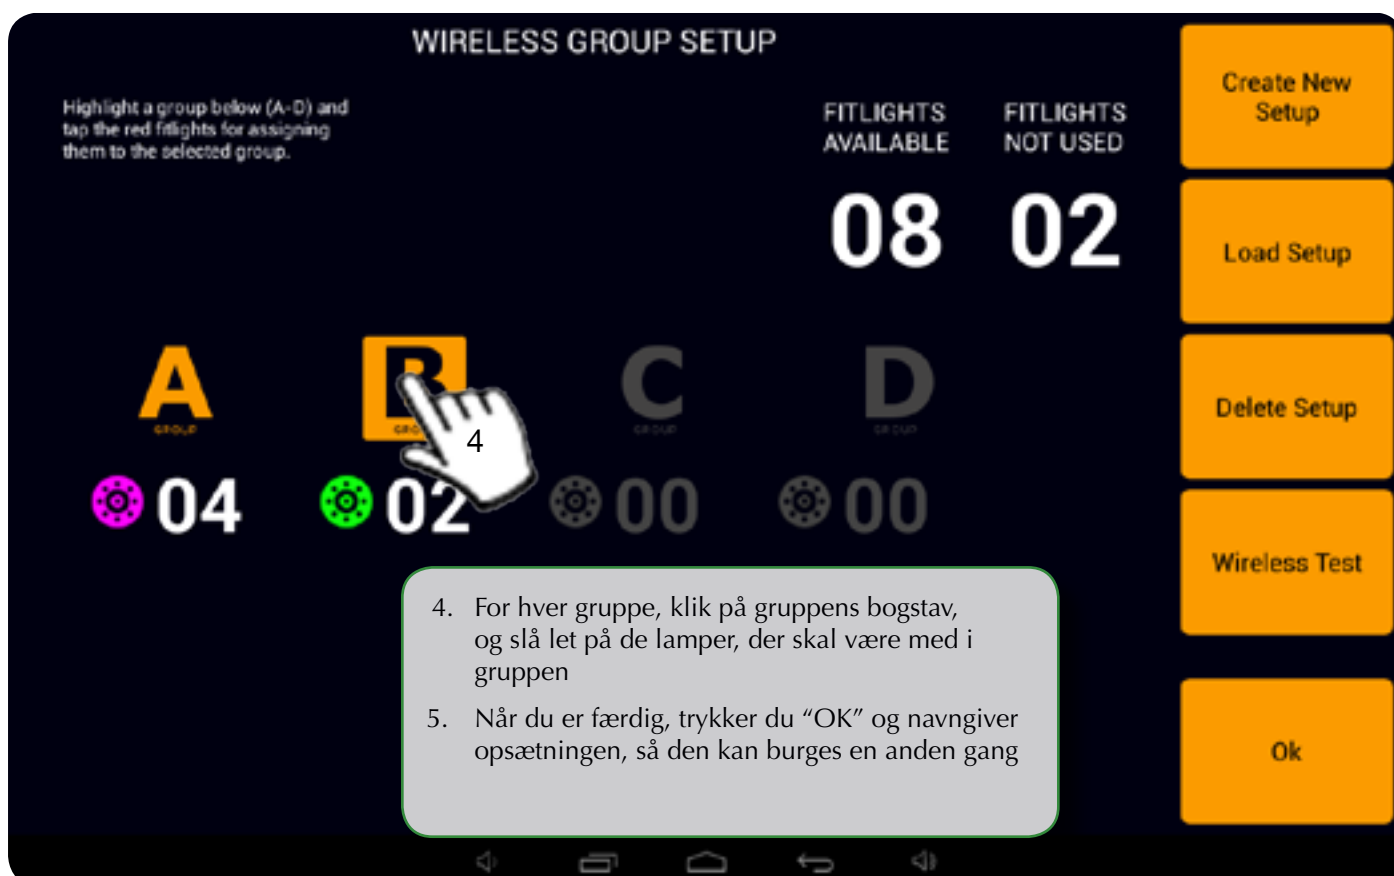 WIRELESS GROUP SETUP
Highlight a group below (A-D) and
tap the red fitlights for assigning
them to the selected group.
FITLIGHTS
AVAILABLE
08
FITLIGHTS
NOT USED
02
A
GROUP
04
B
GROUP
4
02
C
GROUP
00
D
GROUP
00
4. For hver gruppe, klik på gruppens bogstav,
og slå let på de lamper, der skal være med i
gruppen
5. Når du er færdig, trykker du “OK” og navngiver
opsætningen, så den kan burges en anden gang
Create New
Setup
Load Setup
Delete Setup
Wireless Test
Ok